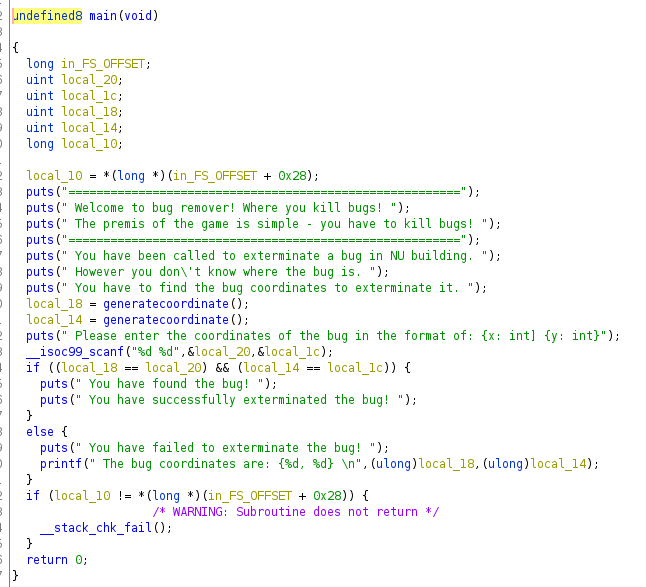 undefined8 main(void)
{
long in_FS_OFFSET;
uint local_20;
uint local_1c;
uint local_18;
uint local_14;
long local_10;
local_10 = *(long *)(in_FS_OFFSET + 0x28);
puts("========================================================");
puts(" Welcome to bug remover! Where you kill bugs! ");
puts(" The premis of the game is simple - you have to kill bugs! ");
puts("========================================================");
puts(" You have been called to exterminate a bug in NU building. ");
puts(" However you don\'t know where the bug is. ");
puts(" You have to find the bug coordinates to exterminate it. ");
local_18 = generatecoordinate();
local_14 = generatecoordinate();
puts(" Please enter the coordinates of the bug in the format of: {x: int] {y: int}");
__isoc99_scanf("%d %d",&local_20,&local_1c);
if ((local_18 == local_20) && (local_14 == local_1c)) {
puts(" You have found the bug! ");
puts(" You have successfully exterminated the bug! ");
}
else {
puts(" You have failed to exterminate the bug! ");
printf(" The bug coordinates are: {%d, %d} \n",(ulong)local_18,(ulong)local_14);
}
if (local_10 != *(long *)(in_FS_OFFSET + 0x28)) {
/* WARNING: Subroutine does not return */
__stack_chk_fail();
}
return 0;
}